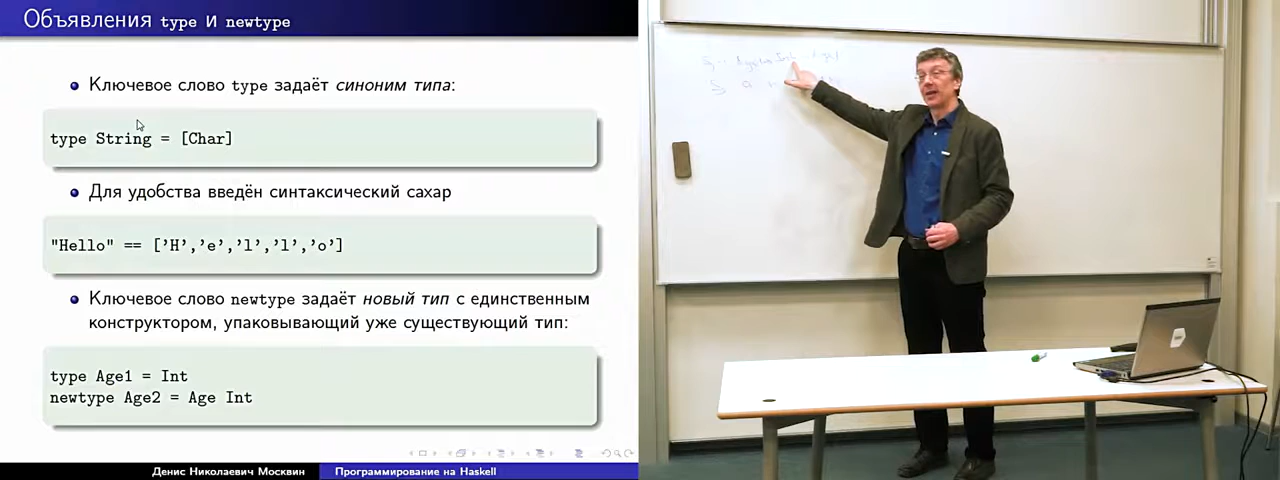 Объявления type и newtype
Ключевое слово type задаёт синоним типа:
type String = [Char]
Для удобства введён синтаксический сахар
"Hello" == ['H','e','l','l','o']
Ключевое слово newtype задаёт новый тип с единственным
конструктором, упаковывающий уже существующий тип:
type Age1 = Int
newtype Age2 = Age Int
Денис Николаевич Москвин Программирование на Haskell